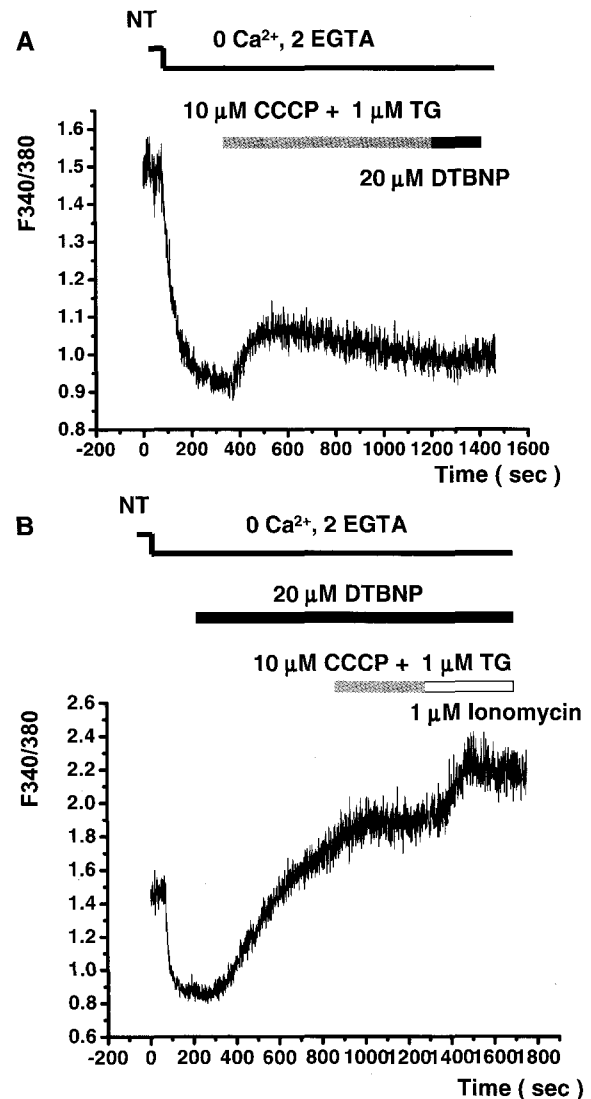 A
NT
0 Ca²⁺, 2 EGTA
10 µM CCCP + 1 µM TG
20 µM DTBNP
F340/380
1.6
1.5
1.4
1.3
1.2
1.1
1.0
0.9
0.8
-200 0 200 400 600 800 1000 1200 1400 1600
Time ( sec )
B
NT
0 Ca²⁺, 2 EGTA
20 µM DTBNP
10 µM CCCP + 1 µM TG
1 µM Ionomycin
F340/380
2.6
2.4
2.2
2.0
1.8
1.6
1.4
1.2
1.0
0.8
0.6
-200 0 200 400 600 800 1000 1200 1400 1600 1800
Time ( sec )